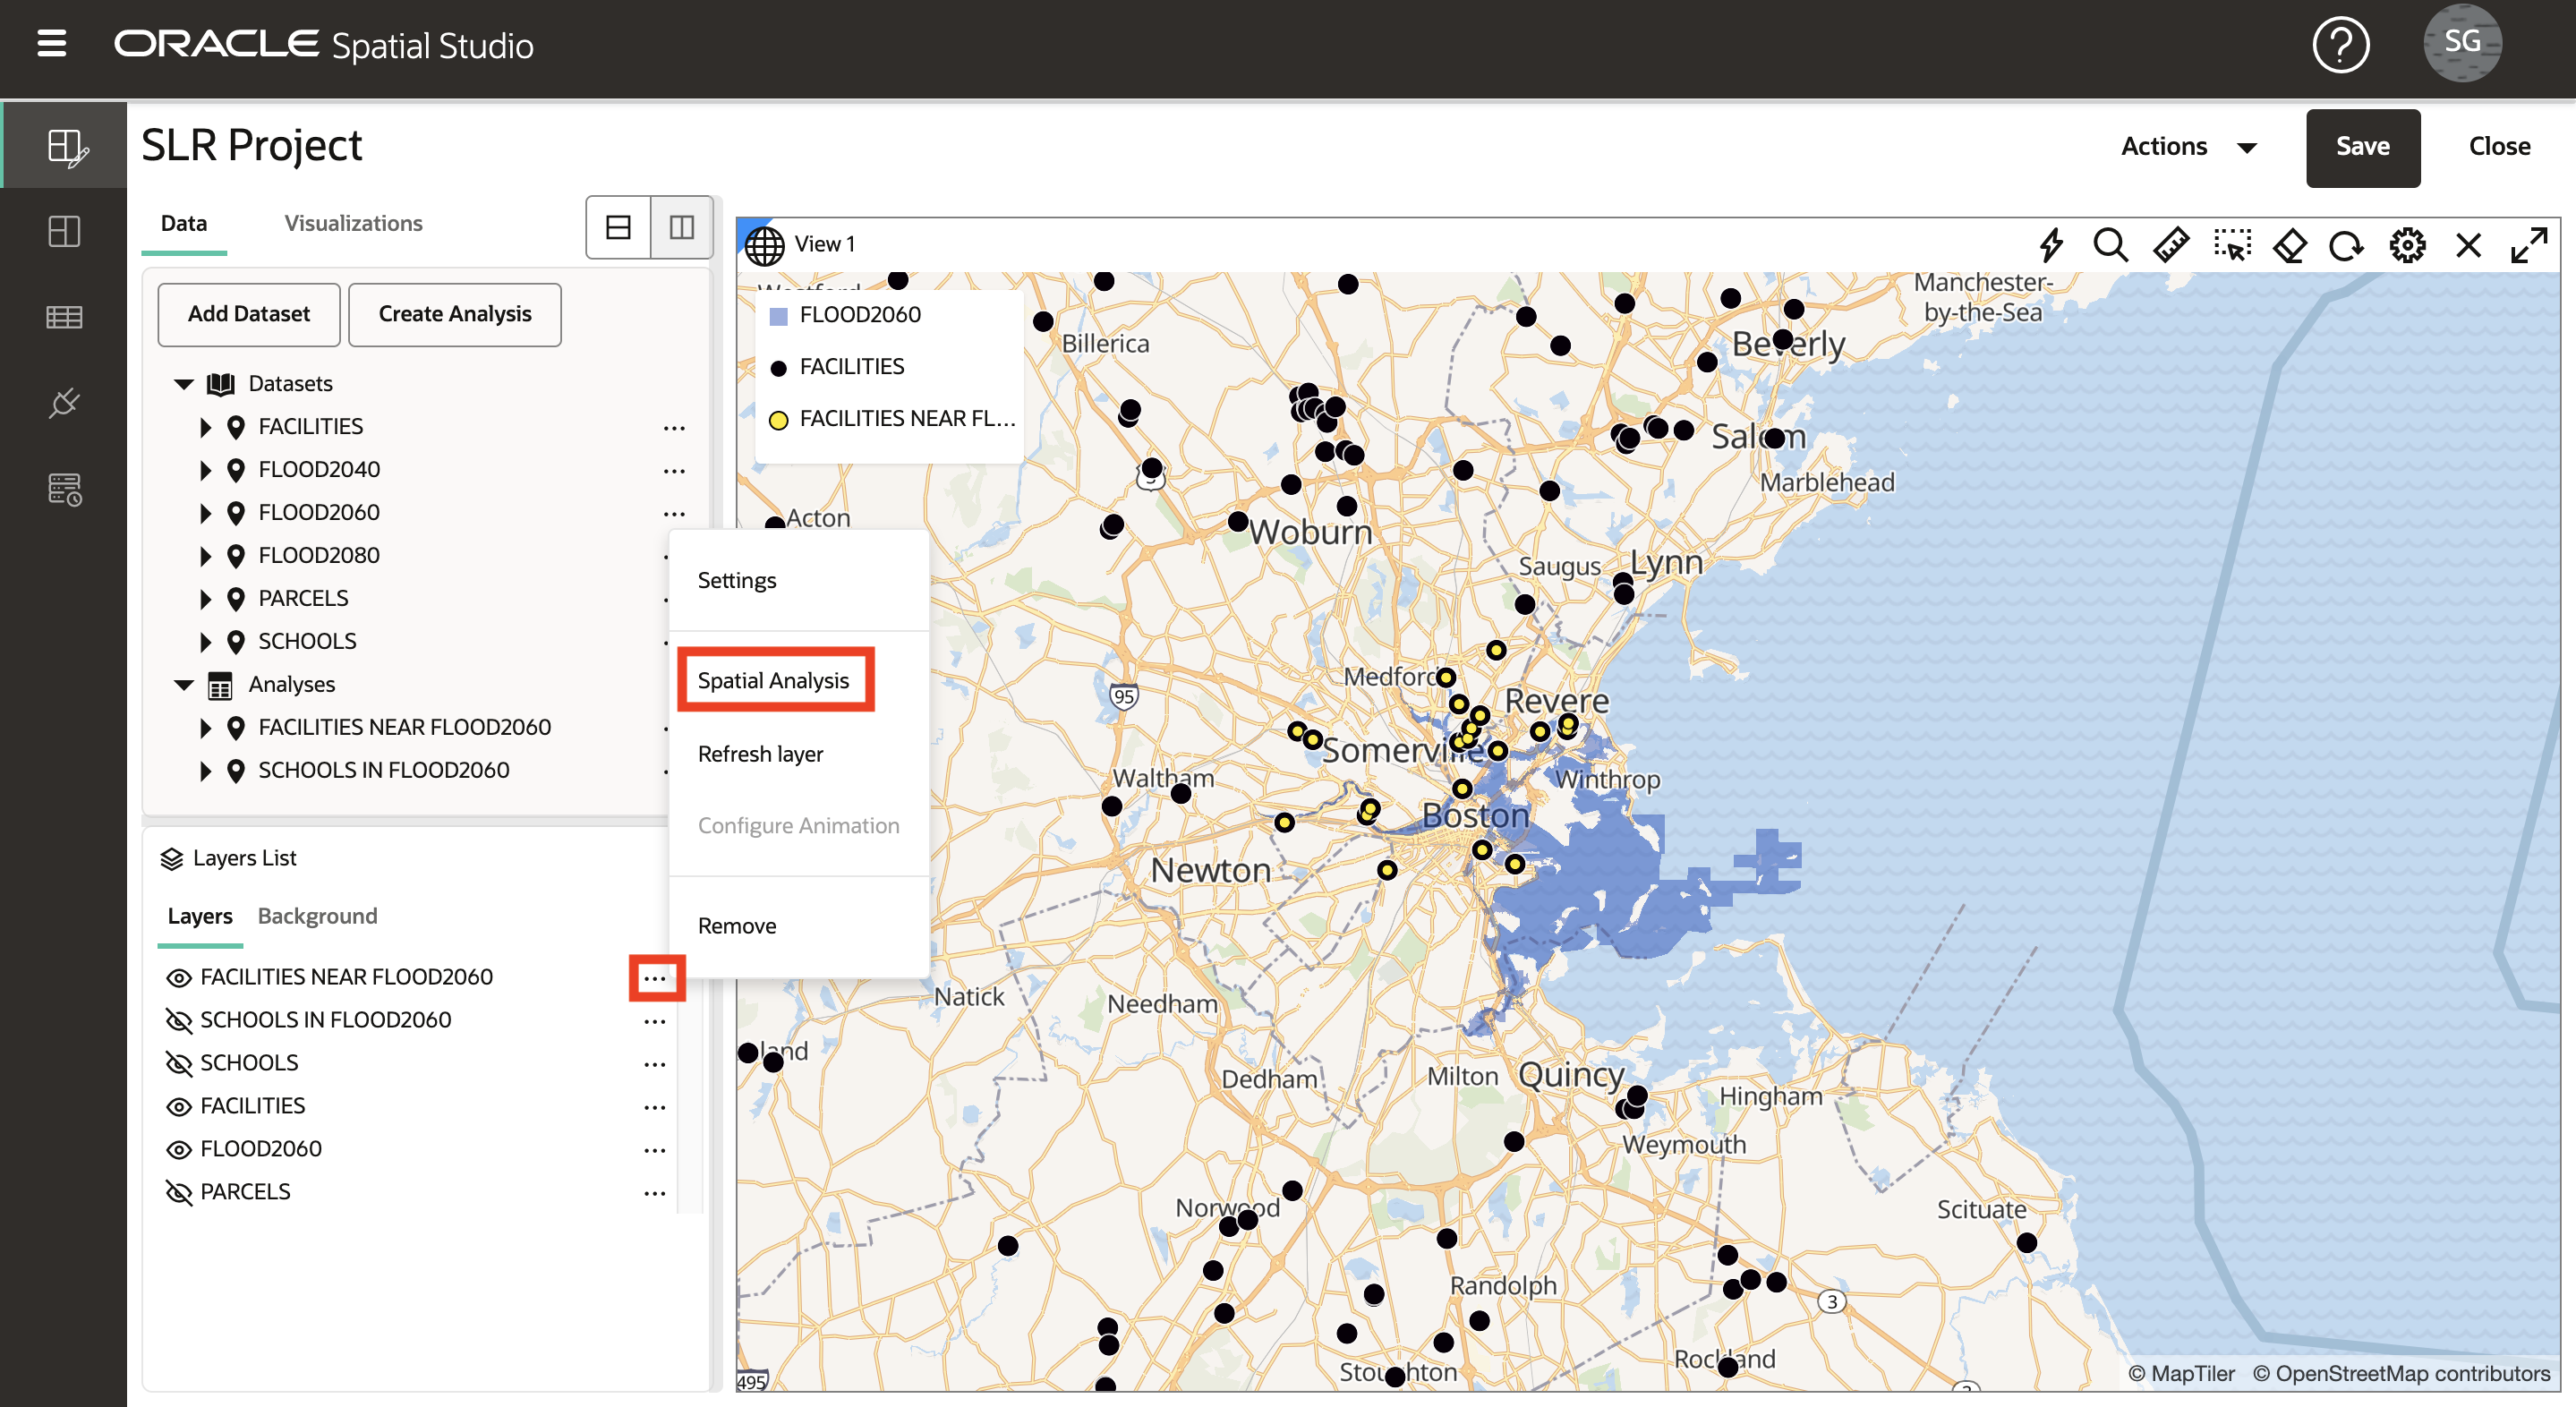 ORACLE Spatial Studio
SG
SLR Project
Actions
Save
Close
Data
Visualizations
Add Dataset
Create Analysis
Datasets
FACILITIES
FLOOD2040
FLOOD2060
FLOOD2080
PARCELS
SCHOOLS
Analyses
FACILITIES NEAR FLOOD2060
SCHOOLS IN FLOOD2060
Layers List
Layers
Background
FACILITIES NEAR FLOOD2060
SCHOOLS IN FLOOD2060
SCHOOLS
FACILITIES
FLOOD2060
PARCELS
Settings
Spatial Analysis
Refresh layer
Configure Animation
Remove
View 1
FLOOD2060
FACILITIES
FACILITIES NEAR FL...
Manchester-
by-the-Sea
Billerica
Beverly
Salem
Marblehead
Acton
Woburn
Saugus
Lynn
Medford
95
Revere
Somerville
Waltham
Winthrop
Boston
Newton
Natick
Needham
Dedham
Milton
Quincy
Hingham
Weymouth
Norwood
Scituate
Randolph
3
Stoughton
Rockland
495
© MapTiler © OpenStreetMap contributors